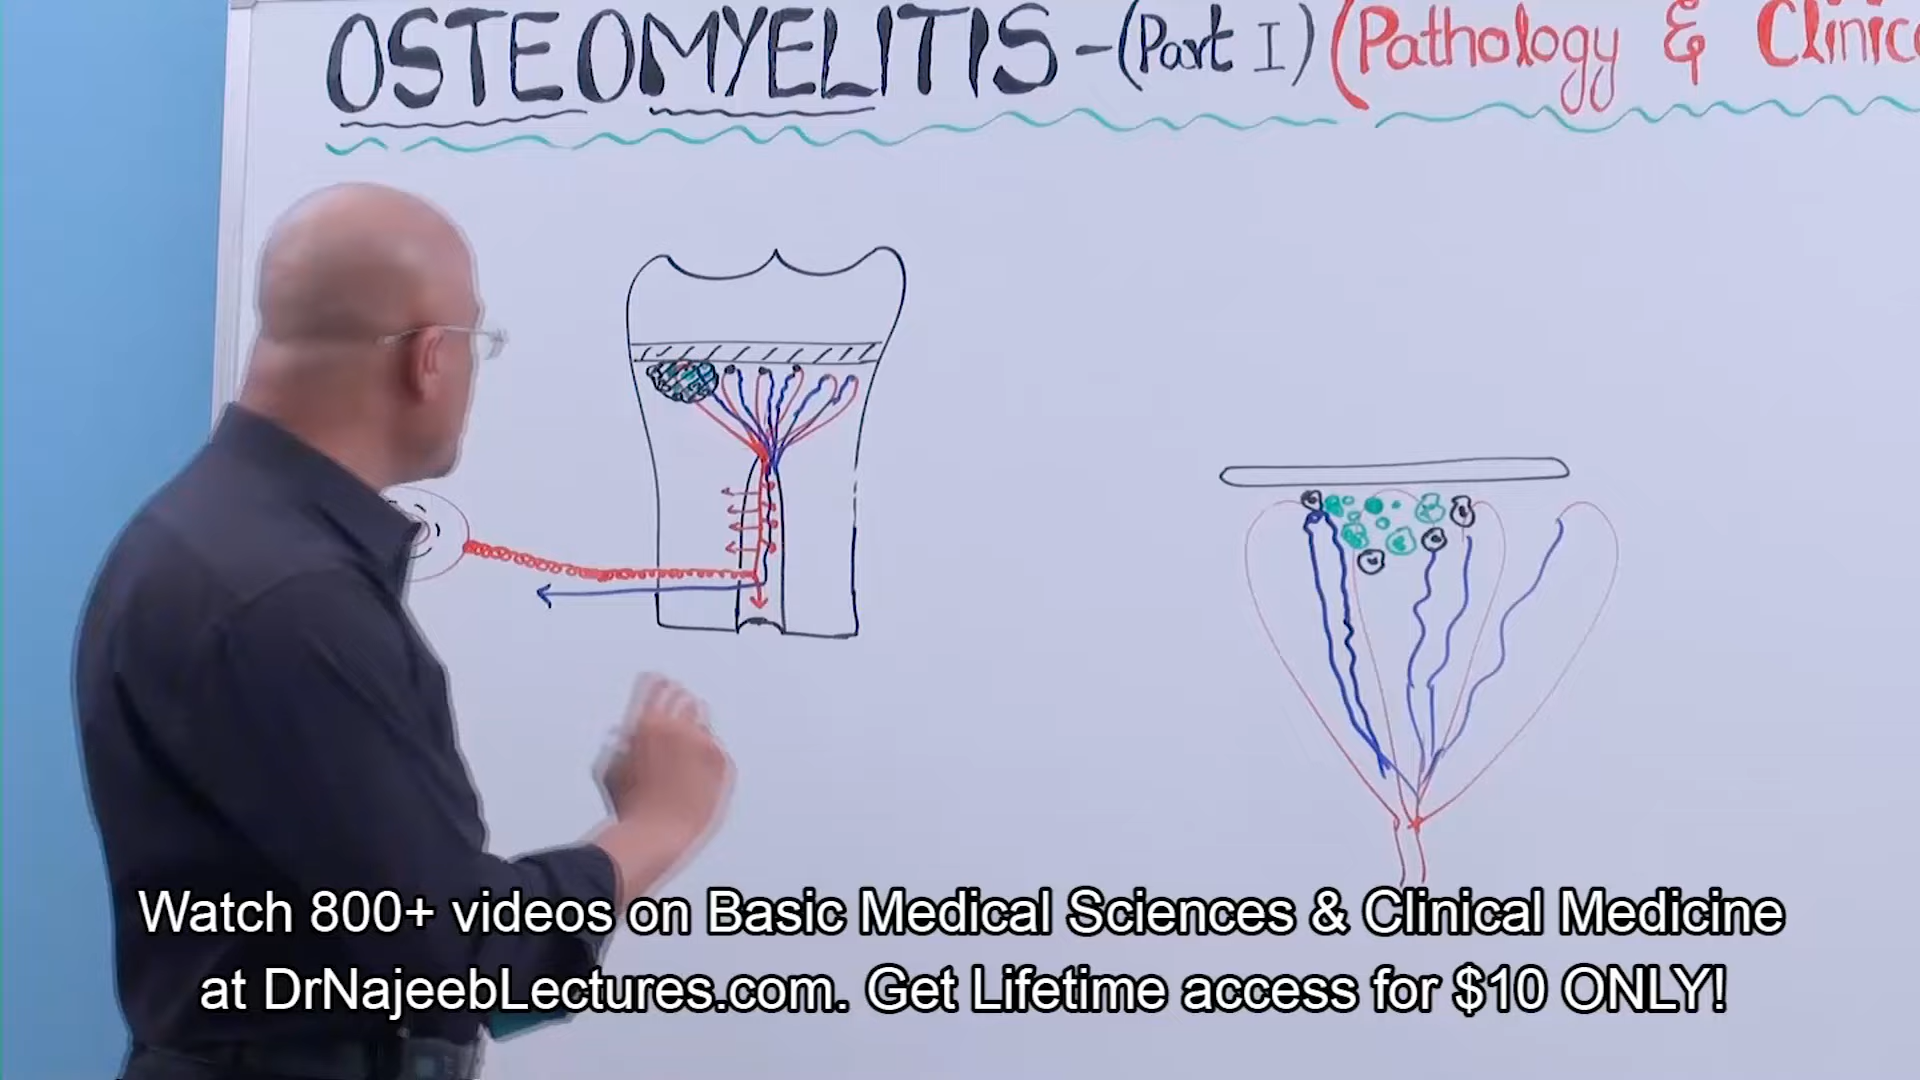 OSTEOMYELITIS - (Part I) (Pathology & Clinic
Watch 800+ videos on Basic Medical Sciences & Clinical Medicine
at DrNajeebLectures.com. Get Lifetime access for $10 ONLY!